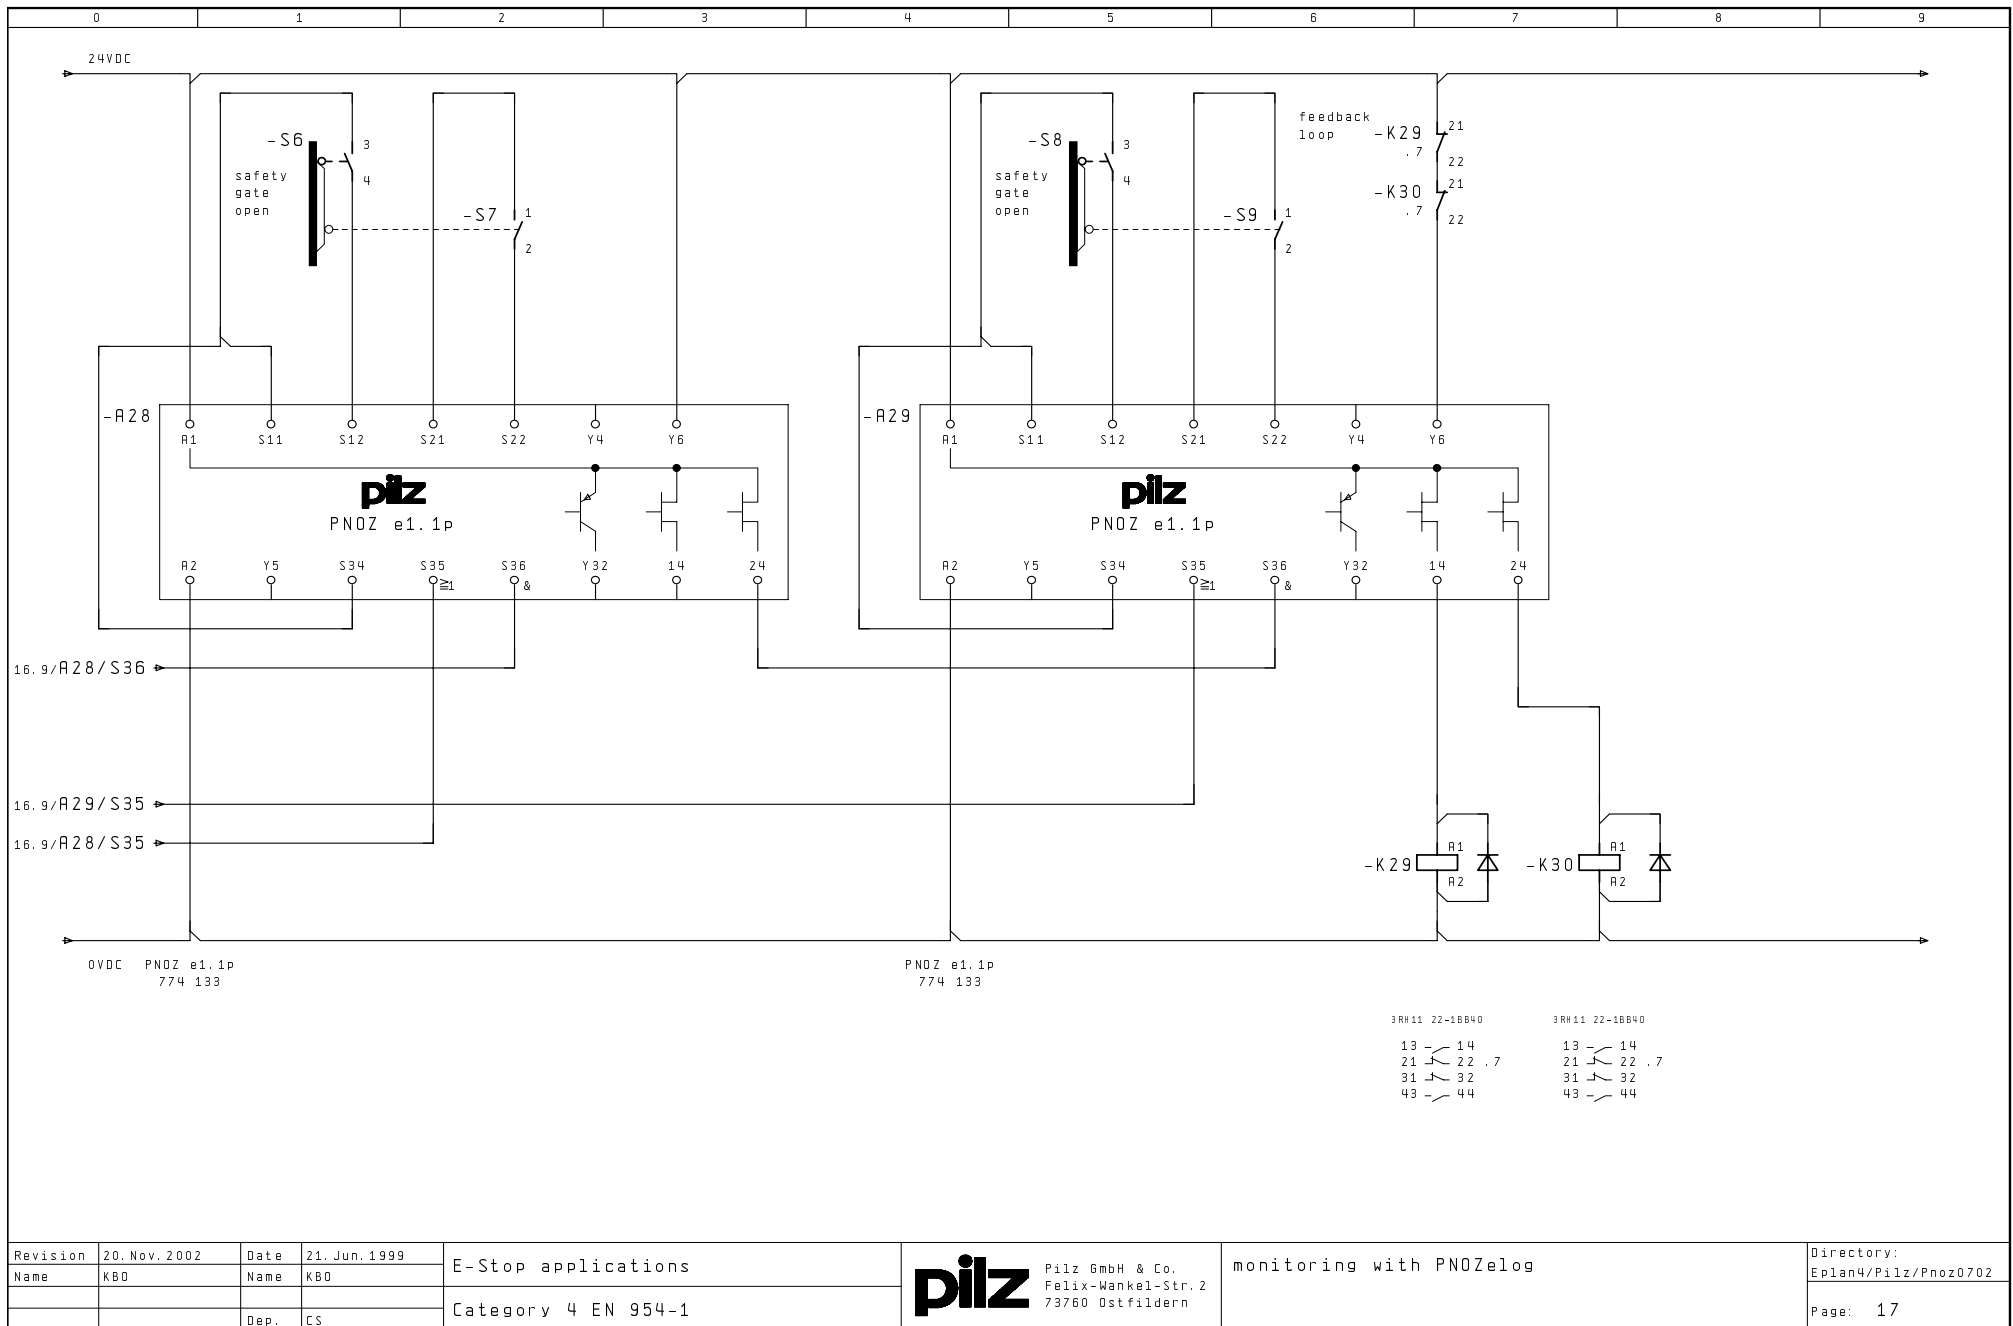 0 1 2 3 4 5 6 7 8 9
24VDC
-S6
safety
gate
open
3
4
-S7
1
2
-S8
safety
gate
open
3
4
-S9
1
2
feedback
loop
-K29
.7
21
22
-K30
.7
21
22
-A28
A1 S11 S12 S21 S22 Y4 Y6
pilz
PNOZ e1.1p
A2 Y5 S34 S35 S36 Y32 14 24
≧1 &
-A29
A1 S11 S12 S21 S22 Y4 Y6
pilz
PNOZ e1.1p
A2 Y5 S34 S35 S36 Y32 14 24
≧1 &
16.9/A28/S36
16.9/A29/S35
16.9/A28/S35
-K29
A1
A2
-K30
A1
A2
0VDC
PNOZ e1.1p
774 133
PNOZ e1.1p
774 133
3RH11 22-1BB40
13 14
21 22 .7
31 32
43 44
3RH11 22-1BB40
13 14
21 22 .7
31 32
43 44
Revision 20.Nov.2002 Date 21.Jun.1999
Name KBO Name KBO
Dep. CS
E-Stop applications
Category 4 EN 954-1
pilz
Pilz GmbH & Co.
Felix-Wankel-Str.2
73760 Ostfildern
monitoring with PNOZelog
Directory:
Eplan4/Pilz/Pnoz0702
Page: 17